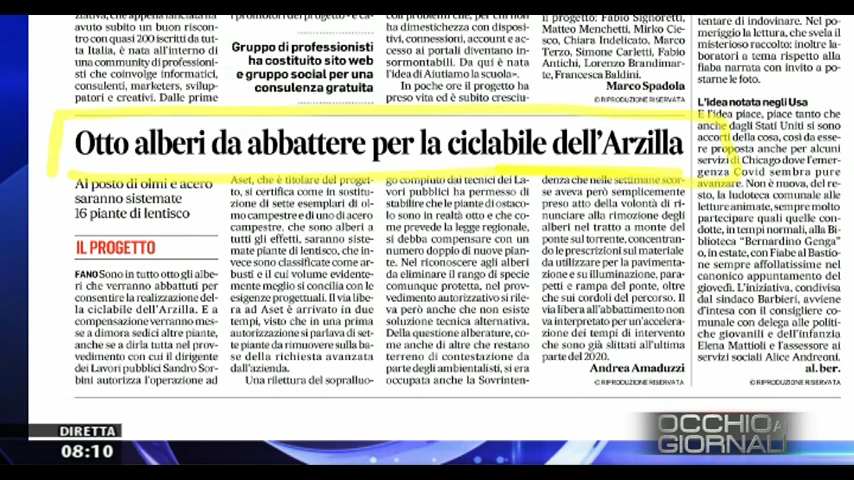 ziativa, che appena lanciata ha
avuto subito un buon riscon-
tro con quasi 200 iscritti da tut-
ta Italia, è nata all'interno di
una community di professioni-
sti che coinvolge informatici,
consulenti, marketers, svilup-
patori e creativi. Dalle prime
i promotori del progetto
Gruppo di professionisti
ha costituito sito web
e gruppo social per una
consulenza gratuita
con problemi che, per chi non
ha dimestichezza con disposi-
tivi, connessioni, account e
accesso ai portali diventano in-
sormontabili. Da qui è nata
l'idea di Aiutiamo la scuola».
In poche ore il progetto ha
preso vita ed è subito cresciu-
il progetto: Fabio Signoretti,
Matteo Menchetti, Mirko Cie-
sco, Chiara Indelicato, Marco
Terzo, Simone Carletti, Fabio
Antichi, Lorenzo Brandimar-
te, Francesca Baldini.
Marco Spadola
© RIPRODUZIONE RISERVATA
Otto alberi da abbattere per la ciclabile dell'Arzilla
Al posto di olmi e acero
saranno sistemate
16 piante di lentisco
IL PROGETTO
FANO Sono in tutto otto gli albe-
ri che verranno abbattuti per
consentire la realizzazione del-
la ciclabile dell'Arzilla. E a
compensazione verranno mes-
se a dimora sedici altre piante,
anche se a dirla tutta nel prov-
vedimento con cui il dirigente
dei Lavori pubblici Sandro Sor-
bini autorizza l'operazione ad
Aset, che è titolare del proget-
to, si certifica come in sostitu-
zione di sette esemplari di ol-
mo campestre e di uno di acero
campestre, che sono alberi a
tutti gli effetti, saranno siste-
mate piante di lentisco, che in-
vece sono classificate come ar-
busti e il cui volume evidente-
mente meglio si concilia con le
esigenze progettuali. Il via libe-
ra ad Aset è arrivato in due
tempi, visto che in una prima
autorizzazione si parlava di set-
te piante da rimuovere sulla ba-
se della richiesta avanzata
dall'azienda.
Una rilettura del sopralluo-
go compiuto dai tecnici dei La-
vori pubblici ha permesso di
stabilire che le piante di ostaco-
lo sono in realtà otto e che co-
me prevede la legge regionale,
si debba compensare con un
numero doppio di nuove pian-
te. Nel riconoscere agli alberi
da eliminare il rango di specie
comunque protetta, nel prov-
vedimento autorizzativo si rile-
va però anche che non esiste
soluzione tecnica alternativa.
Della questione alberature, co-
me anche di altre che restano
terreno di contestazione da
parte degli ambientalisti, si era
occupata anche la Sovrinten-
denza che nelle settimane scor-
se aveva però semplicemente
preso atto della volontà di ri-
nunciare alla rimozione degli
alberi nel tratto a monte del
ponte sul torrente, concentran-
do le prescrizioni sul materiale
da utilizzare per la pavimenta-
zione e su illuminazione, para-
petti e rampa del ponte, oltre
che sui cordoli del percorso. Il
via libera all'abbattimento non
va interpretato per un'accelera-
zione dei tempi di intervento
che sono già slittati all'ultima
parte del 2020.
Andrea Amaduzzi
© RIPRODUZIONE RISERVATA
tentare di indovinare. Nel po-
meriggio la lettura, che svela il
misterioso raccolto: inoltre la-
boratori a tema rispetto alla
fiaba narrata con invito a po-
starne le foto.
L'idea notata negli Usa
E l'idea piace, piace tanto che
anche dagli Stati Uniti si sono
accorti della cosa, così da esse-
re proposta anche per alcuni
servizi di Chicago dove l'emer-
genza Covid sembra pure
avanzare. Non è nuova, del re-
sto, la ludoteca comunale alle
letture animate, sempre molto
partecipate quali quelle con-
dotte, in tempi normali, alla Bi-
blioteca "Bernardino Genga"
o, in estate, con Fiabe al Bastio-
ne sempre affollatissime nel
canonico appuntamento del
giovedì. L'iniziativa, condivisa
dal sindaco Barbieri, avviene
d'intesa con il consigliere co-
munale con delega alle politi-
che giovanili e dell'infanzia
Elena Mattioli e l'assessore ai
servizi sociali Alice Andreoni.
al. ber.
© RIPRODUZIONE RISERVATA
DIRETTA
08:10
OCCHIO AI
GIORNALI